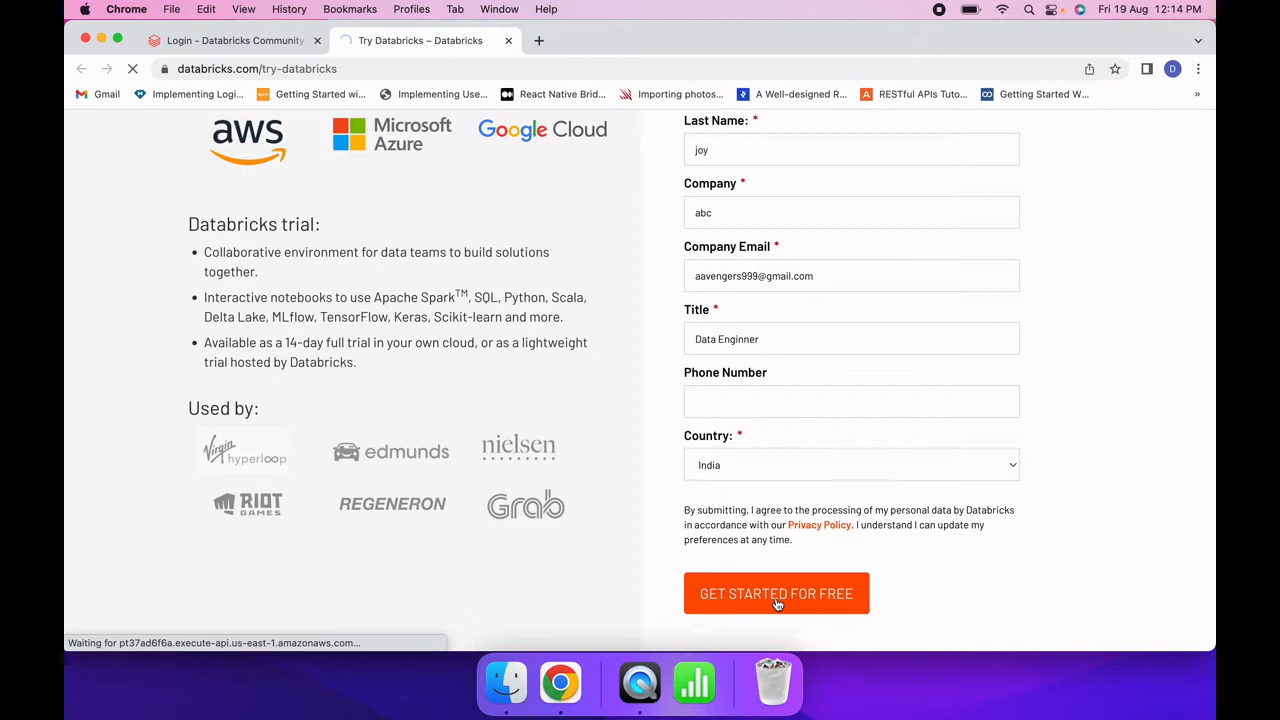 Chrome File Edit View History Bookmarks Profiles Tab Window Help Fri 19 Aug 12:14 PM
Login - Databricks Community Try Databricks – Databricks
databricks.com/try-databricks D
Gmail Implementing Logi... Getting Started wi... Implementing Use... React Native Brid... Importing photos... A Well-designed R... RESTful APIs Tuto... Getting Started W... »
aws Microsoft Azure Google Cloud
Databricks trial:
Collaborative environment for data teams to build solutions
together.
Interactive notebooks to use Apache Spark™, SQL, Python, Scala,
Delta Lake, MLflow, TensorFlow, Keras, Scikit-learn and more.
Available as a 14-day full trial in your own cloud, or as a lightweight
trial hosted by Databricks.
Used by:
Virgin hyperloop edmunds nielsen
RIOT GAMES REGENERON Grab
Last Name: *
joy
Company *
abc
Company Email *
aavengers999@gmail.com
Title *
Data Enginner
Phone Number
Country: *
India
By submitting, I agree to the processing of my personal data by Databricks
in accordance with our Privacy Policy. I understand I can update my
preferences at any time.
GET STARTED FOR FREE
Waiting for pt37ad6f6a.execute-api.us-east-1.amazonaws.com...